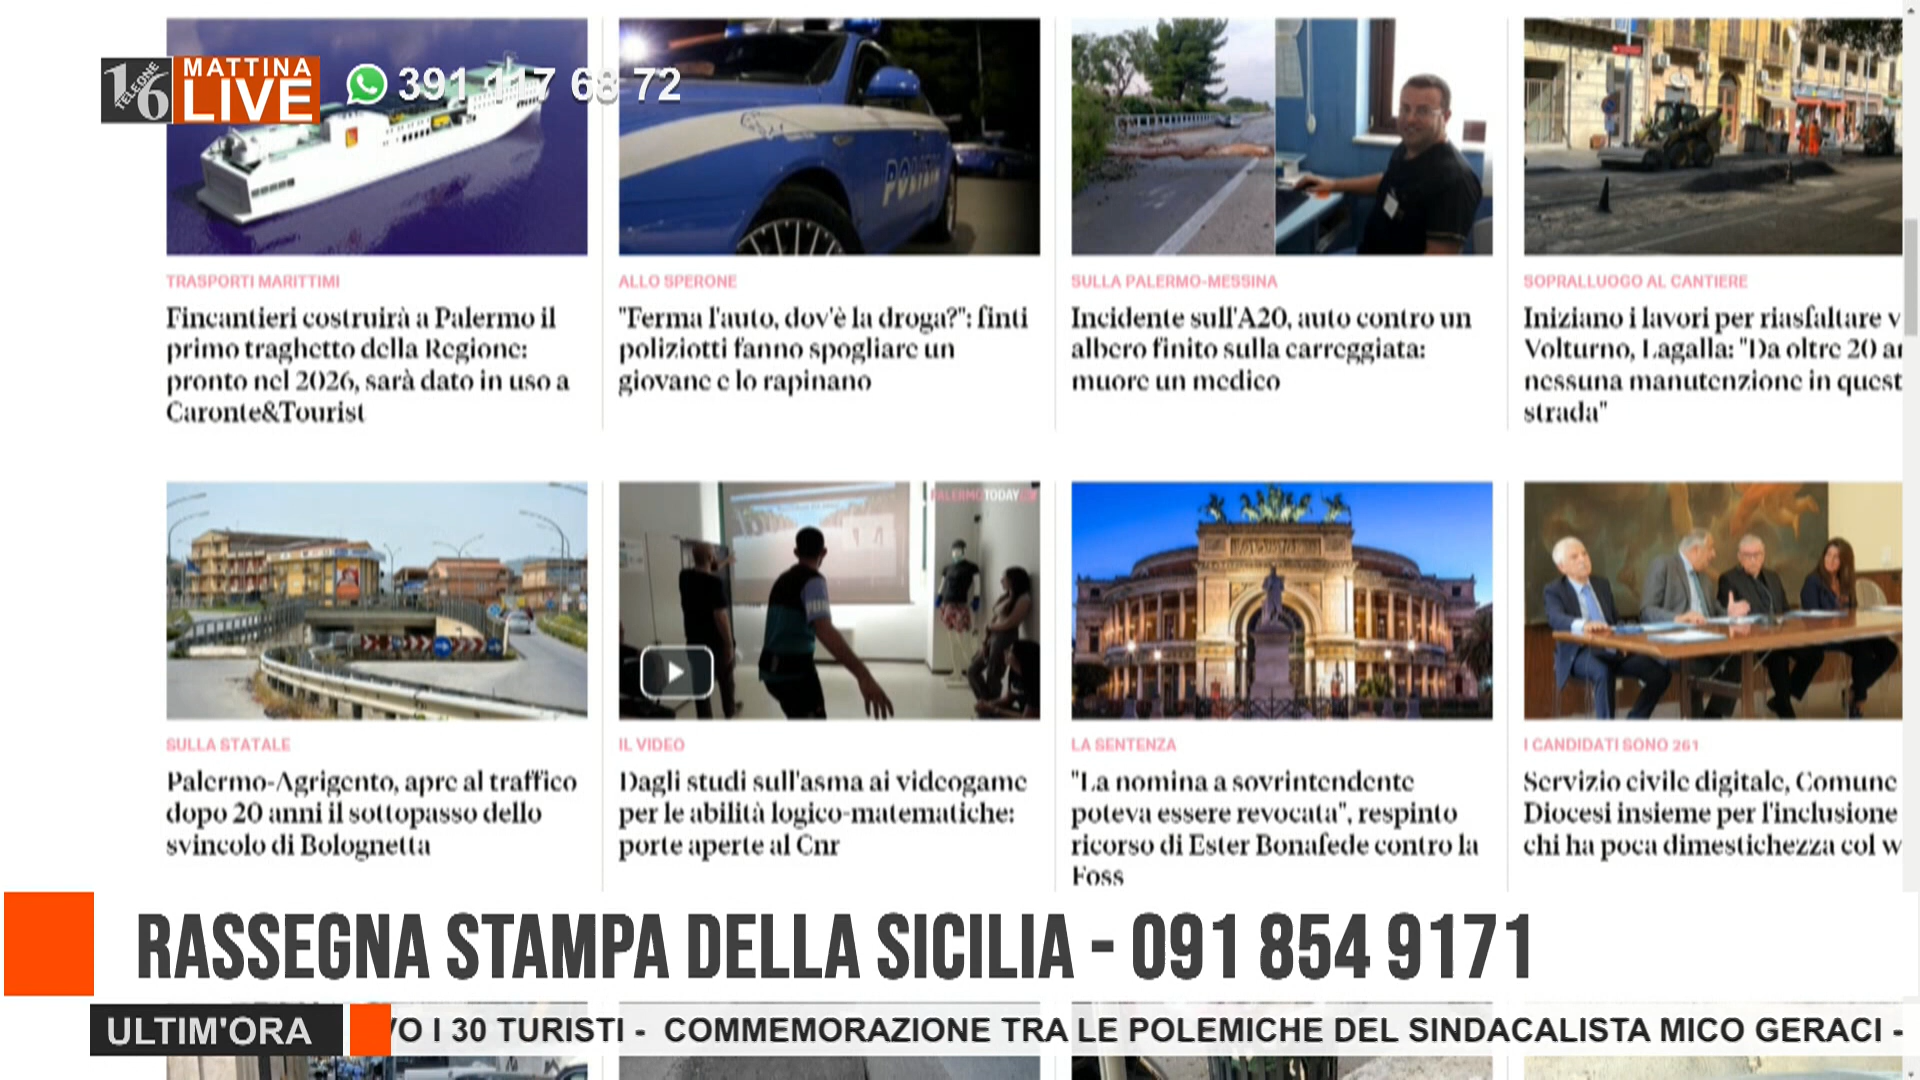 16
TELEONE
MATTINA
LIVE
391 117 68 72
POLIZIA
TRASPORTI MARITTIMI
Fincantieri costruirà a Palermo il
primo traghetto della Regione:
pronto nel 2026, sarà dato in uso a
Caronte&Tourist
ALLO SPERONE
"Ferma l'auto, dov'è la droga?": finti
poliziotti fanno spogliare un
giovane e lo rapinano
SULLA PALERMO-MESSINA
Incidente sull'A20, auto contro un
albero finito sulla carreggiata:
muore un medico
SOPRALLUOGO AL CANTIERE
Iniziano i lavori per riasfaltare v
Volturno, Lagalla: "Da oltre 20 an
nessuna manutenzione in quest
strada"
PALERMOTODAY
SULLA STATALE
Palermo-Agrigento, apre al traffico
dopo 20 anni il sottopasso dello
svincolo di Bolognetta
IL VIDEO
Dagli studi sull'asma ai videogame
per le abilità logico-matematiche:
porte aperte al Cnr
LA SENTENZA
"La nomina a sovrintendente
poteva essere revocata", respinto
ricorso di Ester Bonafede contro la
Foss
I CANDIDATI SONO 261
Servizio civile digitale, Comune
Diocesi insieme per l'inclusione
chi ha poca dimestichezza col w
RASSEGNA STAMPA DELLA SICILIA - 091 854 9171
ULTIM'ORA
VO I 30 TURISTI - COMMEMORAZIONE TRA LE POLEMICHE DEL SINDACALISTA MICO GERACI -